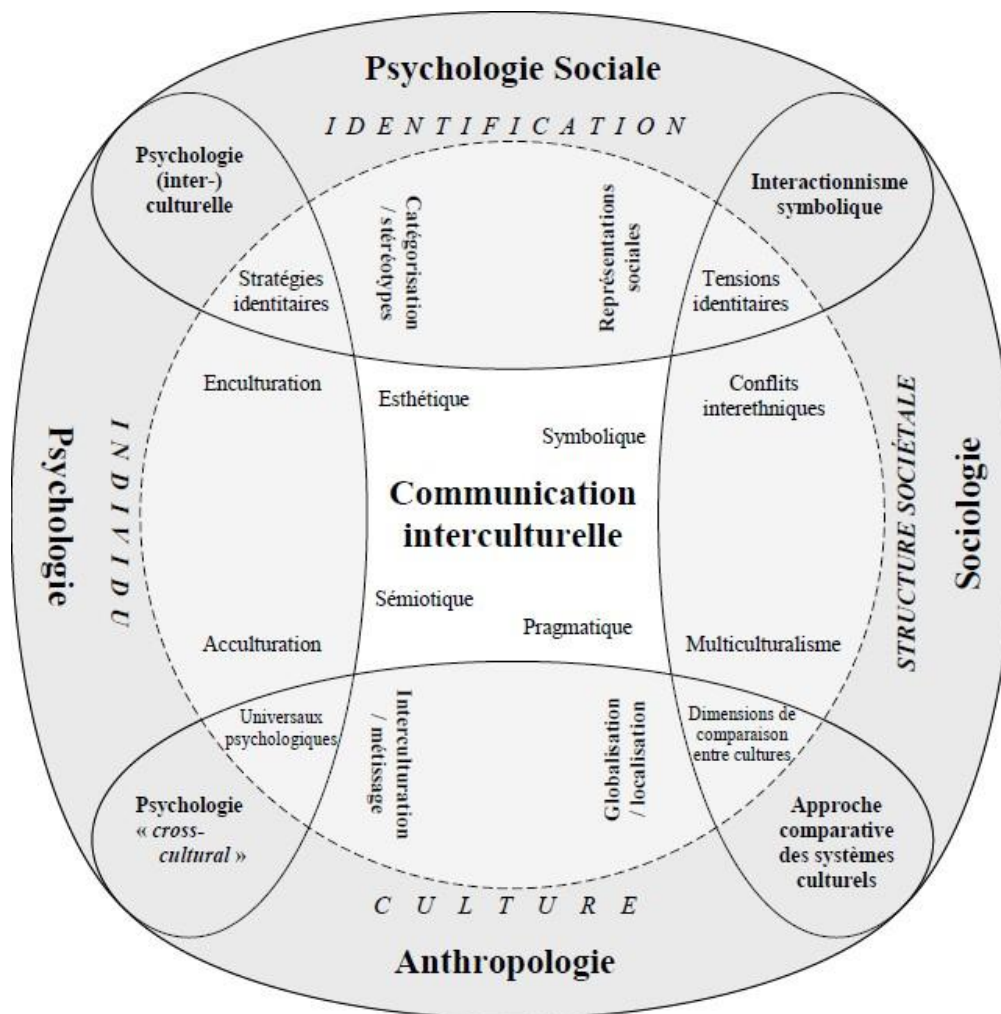 Psychologie Sociale
IDENTIFICATION
Psychologie
(inter-)
culturelle
Interactionnisme
symbolique
Catégorisation
/ stéréotypes
Représentations
sociales
Stratégies
identitaires
Tensions
identitaires
Enculturation
Esthétique
Conflits
interethniques
Symbolique
Psychologie
INDIVIDU
Communication
interculturelle
STRUCTURE SOCIÉTALE
Sociologie
Sémiotique
Pragmatique
Acculturation
Multiculturalisme
Universaux
psychologiques
Interculturation
/ métissage
Globalisation
/ localisation
Dimensions de
comparaison
entre cultures
Psychologie
« cross-
cultural »
Approche
comparative
des systèmes
culturels
CULTURE
Anthropologie